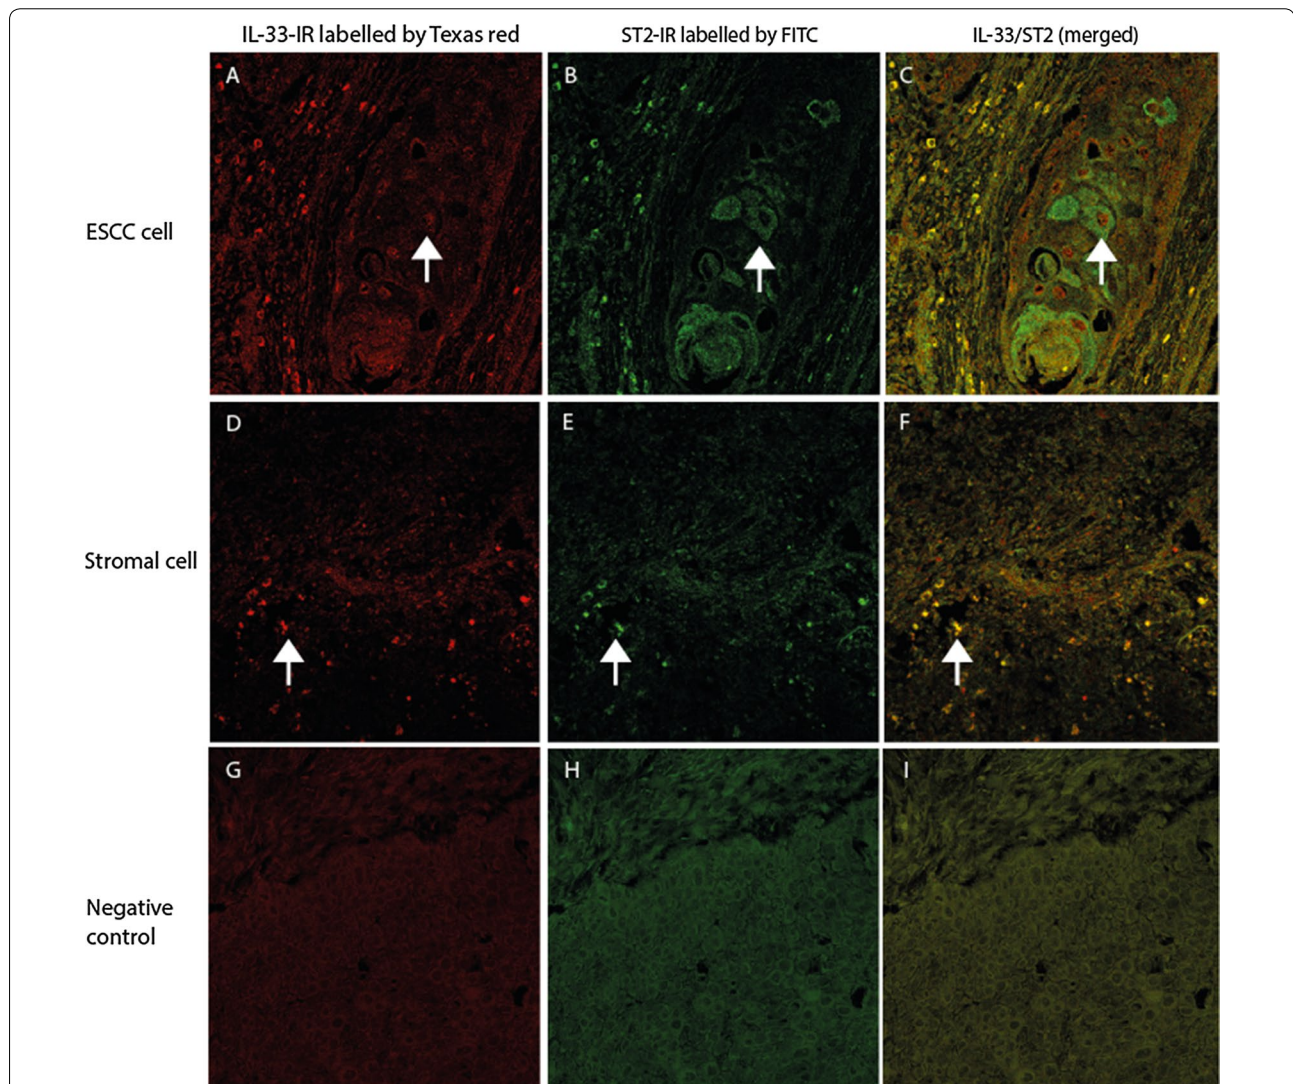 IL-33-IR labelled by Texas red
ST2-IR labelled by FITC
IL-33/ST2 (merged)
A
B
C
ESCC cell
D
E
F
Stromal cell
G
H
I
Negative
control